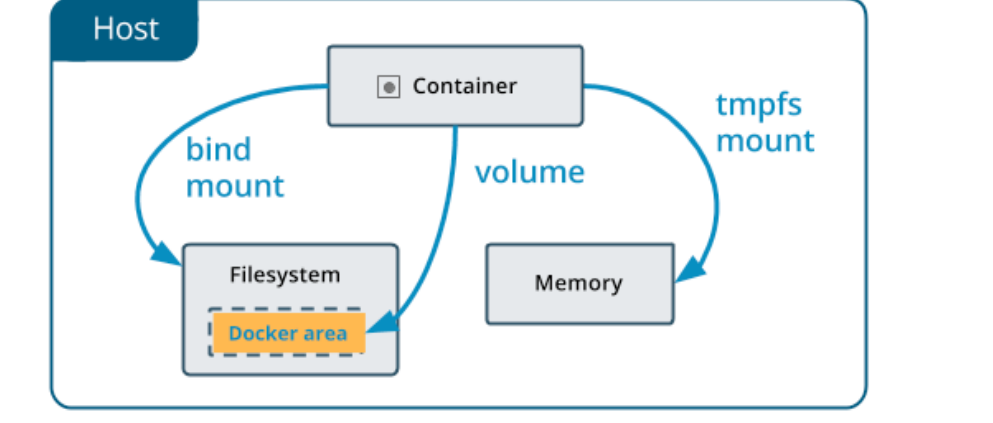 Host
Container
bind
mount
volume
tmpfs
mount
Filesystem
Docker area
Memory